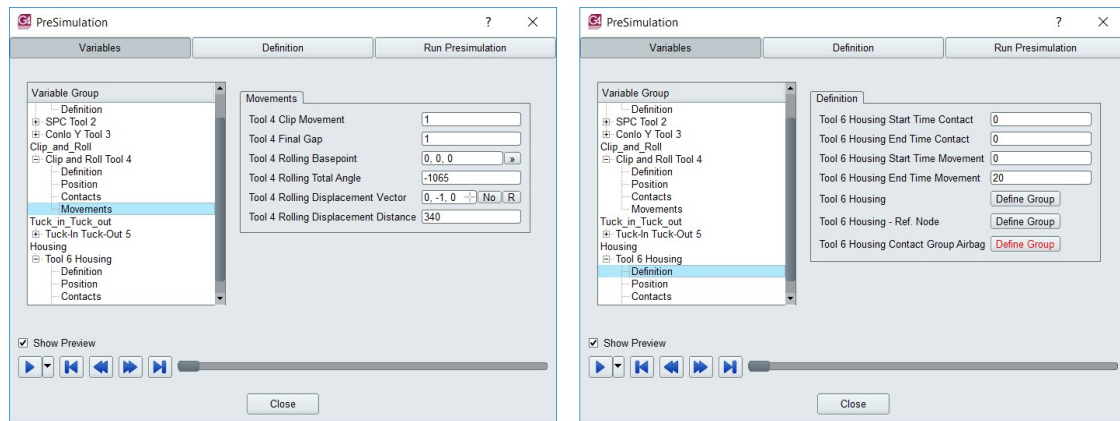 G4 PreSimulation ? ×
Variables Definition Run Presimulation
Variable Group
Definition
SPC Tool 2
Conlo Y Tool 3
Clip_and_Roll
Clip and Roll Tool 4
Definition
Position
Contacts
Movements
Tuck_in_Tuck_out
Tuck-In Tuck-Out 5
Housing
Tool 6 Housing
Definition
Position
Contacts
Movements
Tool 4 Clip Movement 1
Tool 4 Final Gap 1
Tool 4 Rolling Basepoint 0, 0, 0 »
Tool 4 Rolling Total Angle -1065
Tool 4 Rolling Displacement Vector 0, -1, 0 No R
Tool 4 Rolling Displacement Distance 340
Show Preview
Close
G4 PreSimulation ? ×
Variables Definition Run Presimulation
Variable Group
Definition
SPC Tool 2
Conlo Y Tool 3
Clip_and_Roll
Clip and Roll Tool 4
Definition
Position
Contacts
Movements
Tuck_in_Tuck_out
Tuck-In Tuck-Out 5
Housing
Tool 6 Housing
Definition
Position
Contacts
Definition
Tool 6 Housing Start Time Contact 0
Tool 6 Housing End Time Contact 0
Tool 6 Housing Start Time Movement 0
Tool 6 Housing End Time Movement 20
Tool 6 Housing Define Group
Tool 6 Housing - Ref. Node Define Group
Tool 6 Housing Contact Group Airbag Define Group
Show Preview
Close